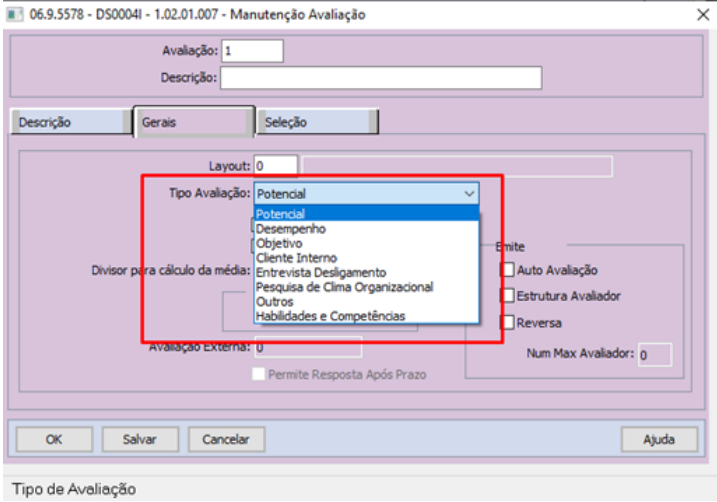 06.9.5578 - DS0004I - 1.02.01.007 - Manutenção Avaliação
Avaliação: 1
Descrição:
Descrição Gerais Seleção
Layout: 0
Tipo Avaliação: Potencial
Potencial
Desempenho
Objetivo
Cliente Interno
Entrevista Desligamento
Pesquisa de Clima Organizacional
Outros
Habilidades e Competências
Divisor para cálculo da média:
Emite
Auto Avaliação
Estrutura Avaliador
Reversa
Num Max Avaliador: 0
Avaliação Externa: 0
Permite Resposta Após Prazo
OK Salvar Cancelar Ajuda
Tipo de Avaliação